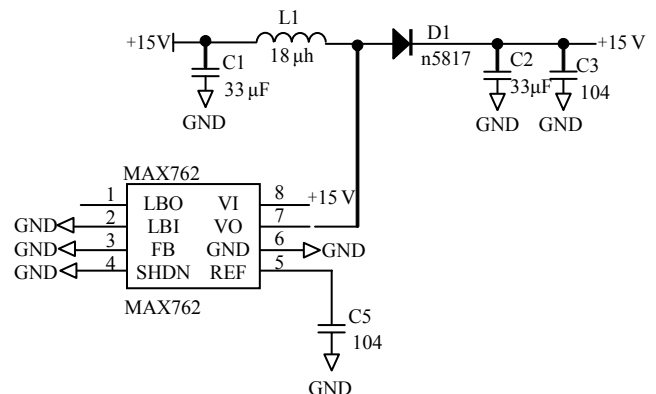 L1
D1
+15V
18 μh
n5817
+15 V
C1
33 μF
GND
C2
33μF
GND
C3
104
GND
MAX762
1 LBO VI 8 +15 V
GND 2 LBI VO 7
GND 3 FB GND 6 GND
GND 4 SHDN REF 5
MAX762
C5
104
GND